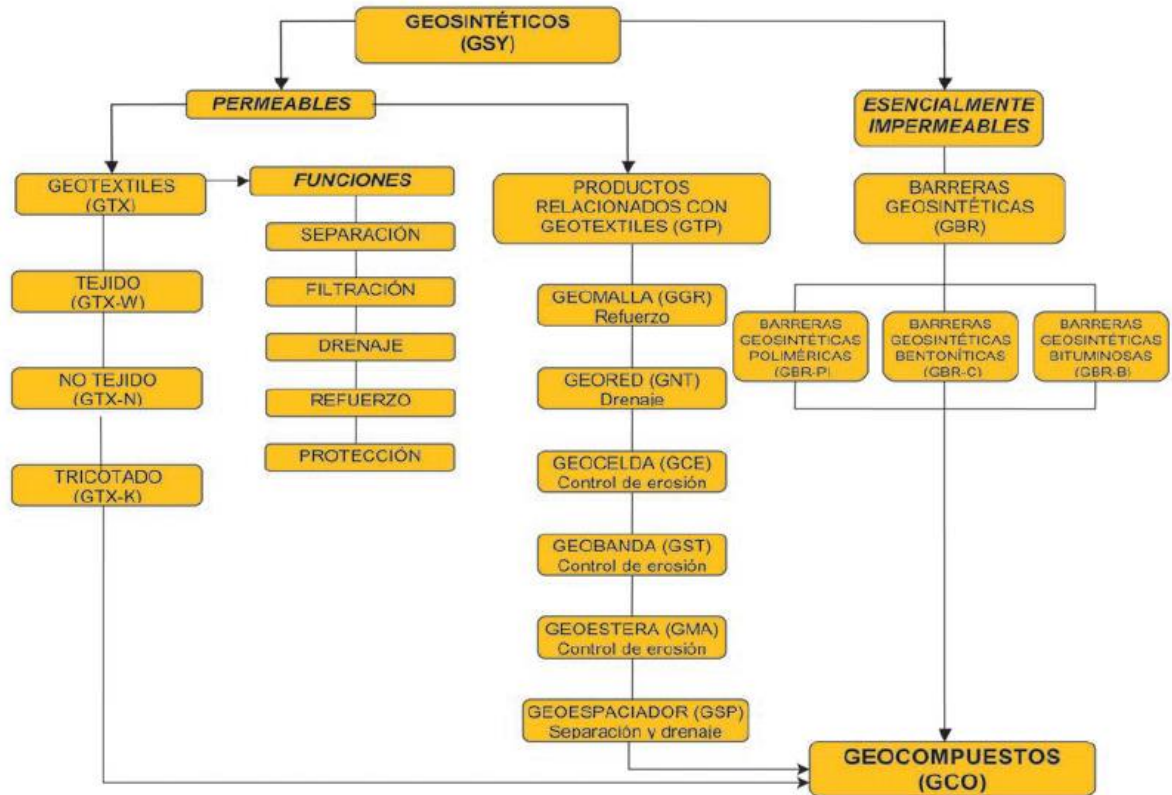 GEOSINTÉTICOS
(GSY)
PERMEABLES
ESENCIALMENTE
IMPERMEABLES
GEOTEXTILES
(GTX)
FUNCIONES
PRODUCTOS
RELACIONADOS CON
GEOTEXTILES (GTP)
BARRERAS
GEOSINTÉTICAS
(GBR)
SEPARACIÓN
FILTRACIÓN
DRENAJE
REFUERZO
PROTECCIÓN
TEJIDO
(GTX-W)
NO TEJIDO
(GTX-N)
TRICOTADO
(GTX-K)
GEOMALLA (GGR)
Refuerzo
GEORED (GNT)
Drenaje
GEOCELDA (GCE)
Control de erosión
GEOBANDA (GST)
Control de erosión
GEOESTERA (GMA)
Control de erosión
GEOESPACIADOR (GSP)
Separación y drenaje
BARRERAS
GEOSINTÉTICAS
POLIMÉRICAS
(GBR-P)
BARRERAS
GEOSINTÉTICAS
BENTONÍTICAS
(GBR-C)
BARRERAS
GEOSINTÉTICAS
BITUMINOSAS
(GBR-B)
GEOCOMPUESTOS
(GCO)